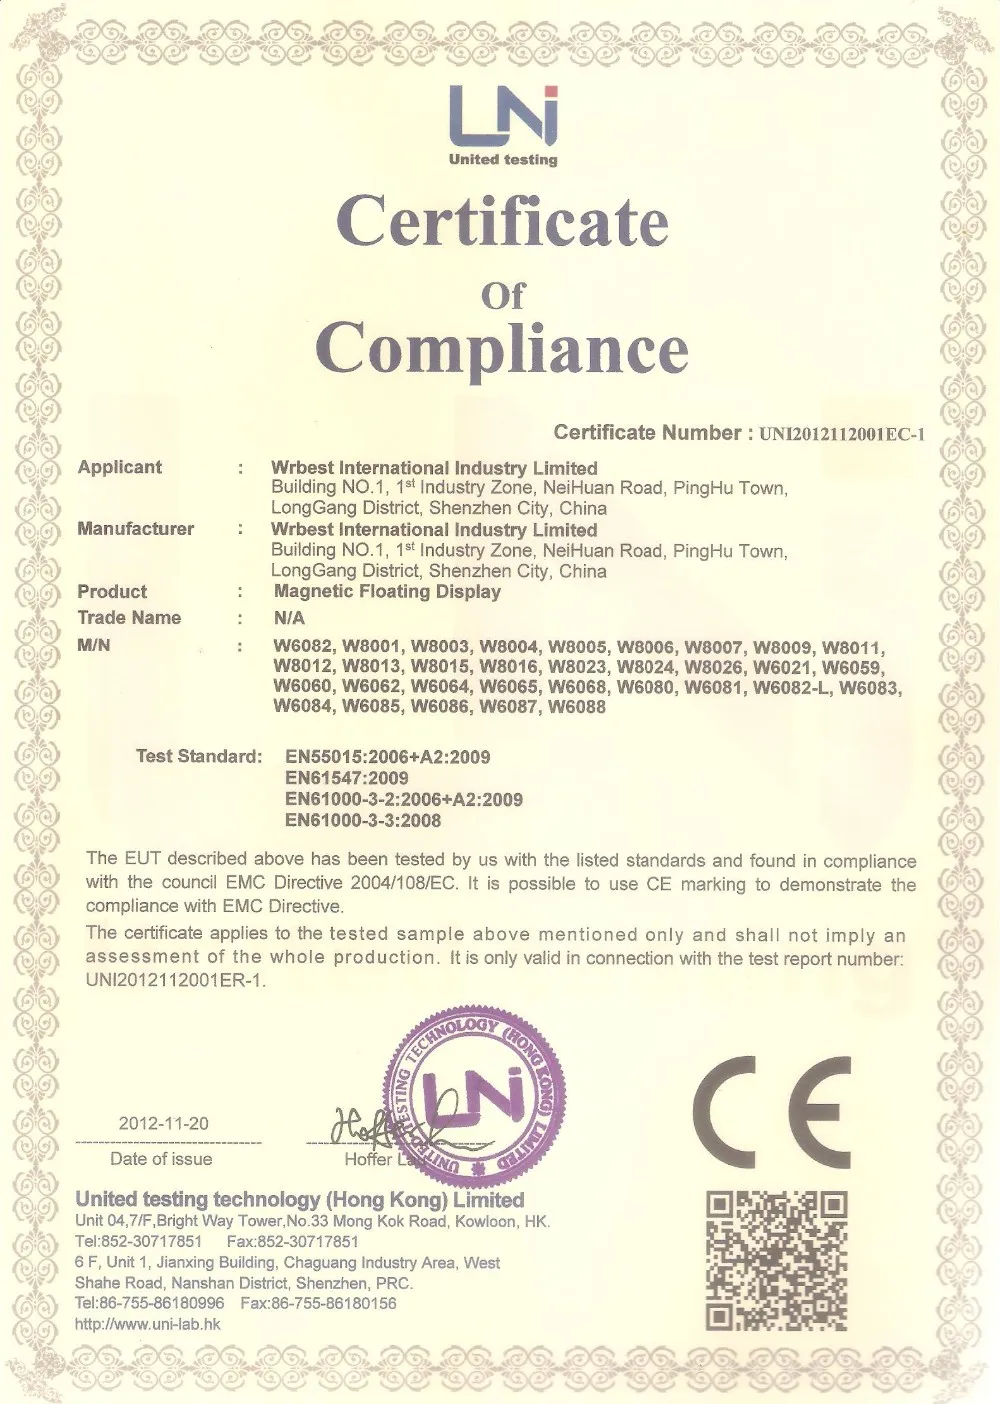 LNi
United testing
Certificate
Of
Compliance
Certificate Number : UNI2012112001EC-1
Applicant : Wrbest International Industry Limited
Building NO.1, 1st Industry Zone, NeiHuan Road, PingHu Town,
LongGang District, Shenzhen City, China
Manufacturer : Wrbest International Industry Limited
Building NO.1, 1st Industry Zone, NeiHuan Road, PingHu Town,
LongGang District, Shenzhen City, China
Product : Magnetic Floating Display
Trade Name : N/A
M/N : W6082, W8001, W8003, W8004, W8005, W8006, W8007, W8009, W8011,
W8012, W8013, W8015, W8016, W8023, W8024, W8026, W6021, W6059,
W6060, W6062, W6064, W6065, W6068, W6080, W6081, W6082-L, W6083,
W6084, W6085, W6086, W6087, W6088
Test Standard: EN55015:2006+A2:2009
EN61547:2009
EN61000-3-2:2006+A2:2009
EN61000-3-3:2008
The EUT described above has been tested by us with the listed standards and found in compliance
with the council EMC Directive 2004/108/EC. It is possible to use CE marking to demonstrate the
compliance with EMC Directive.
The certificate applies to the tested sample above mentioned only and shall not imply an
assessment of the whole production. It is only valid in connection with the test report number:
UNI2012112001ER-1.
UNITED TESTING TECHNOLOGY (HONG KONG) LIMITED
LNi
CE
2012-11-20
Date of issue
Hoffer
United testing technology (Hong Kong) Limited
Unit 04,7/F,Bright Way Tower,No.33 Mong Kok Road, Kowloon, HK.
Tel:852-30717851 Fax:852-30717851
6 F, Unit 1, Jianxing Building, Chaguang Industry Area, West
Shahe Road, Nanshan District, Shenzhen, PRC.
Tel:86-755-86180996 Fax:86-755-86180156
http://www.uni-lab.hk